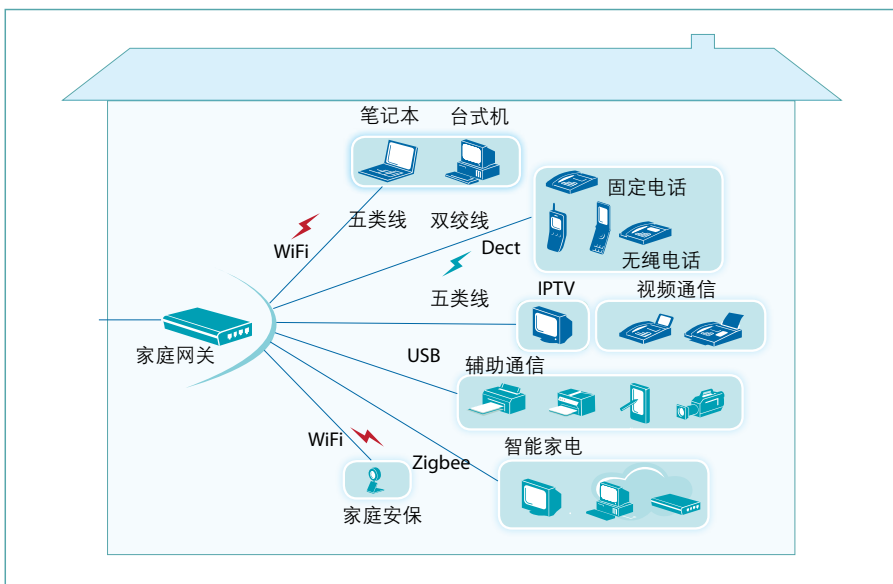 笔记本
台式机
固定电话
五类线
双绞线
WiFi
Dect
无绳电话
五类线
IPTV
视频通信
家庭网关
USB
辅助通信
WiFi
智能家电
Zigbee
家庭安保